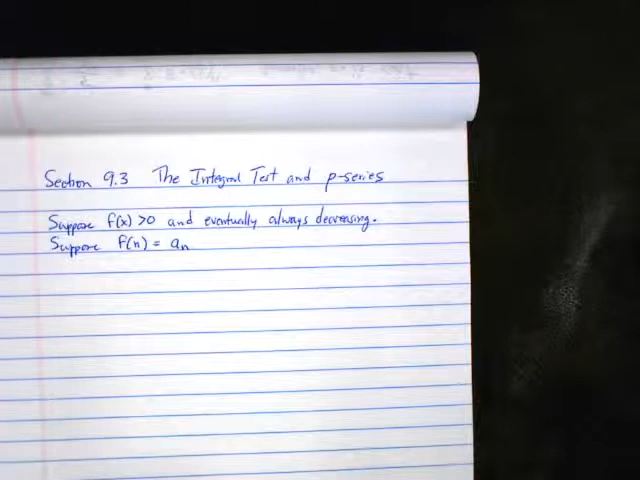 Section 9.3 The Integral Test and p-series
Suppose f(x) >0 and eventually always decreasing.
Suppose f(n) = aₙ